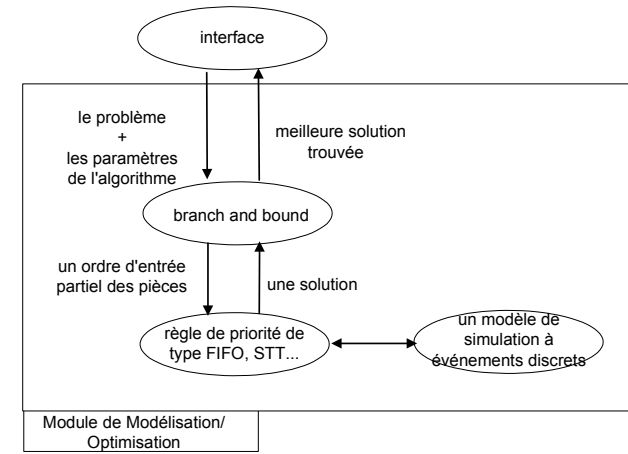 interface
le problème
+
les paramètres
de l'algorithme
meilleure solution
trouvée
branch and bound
un ordre d'entrée
partiel des pièces
une solution
règle de priorité de
type FIFO, STT...
un modèle de
simulation à
événements discrets
Module de Modélisation/
Optimisation